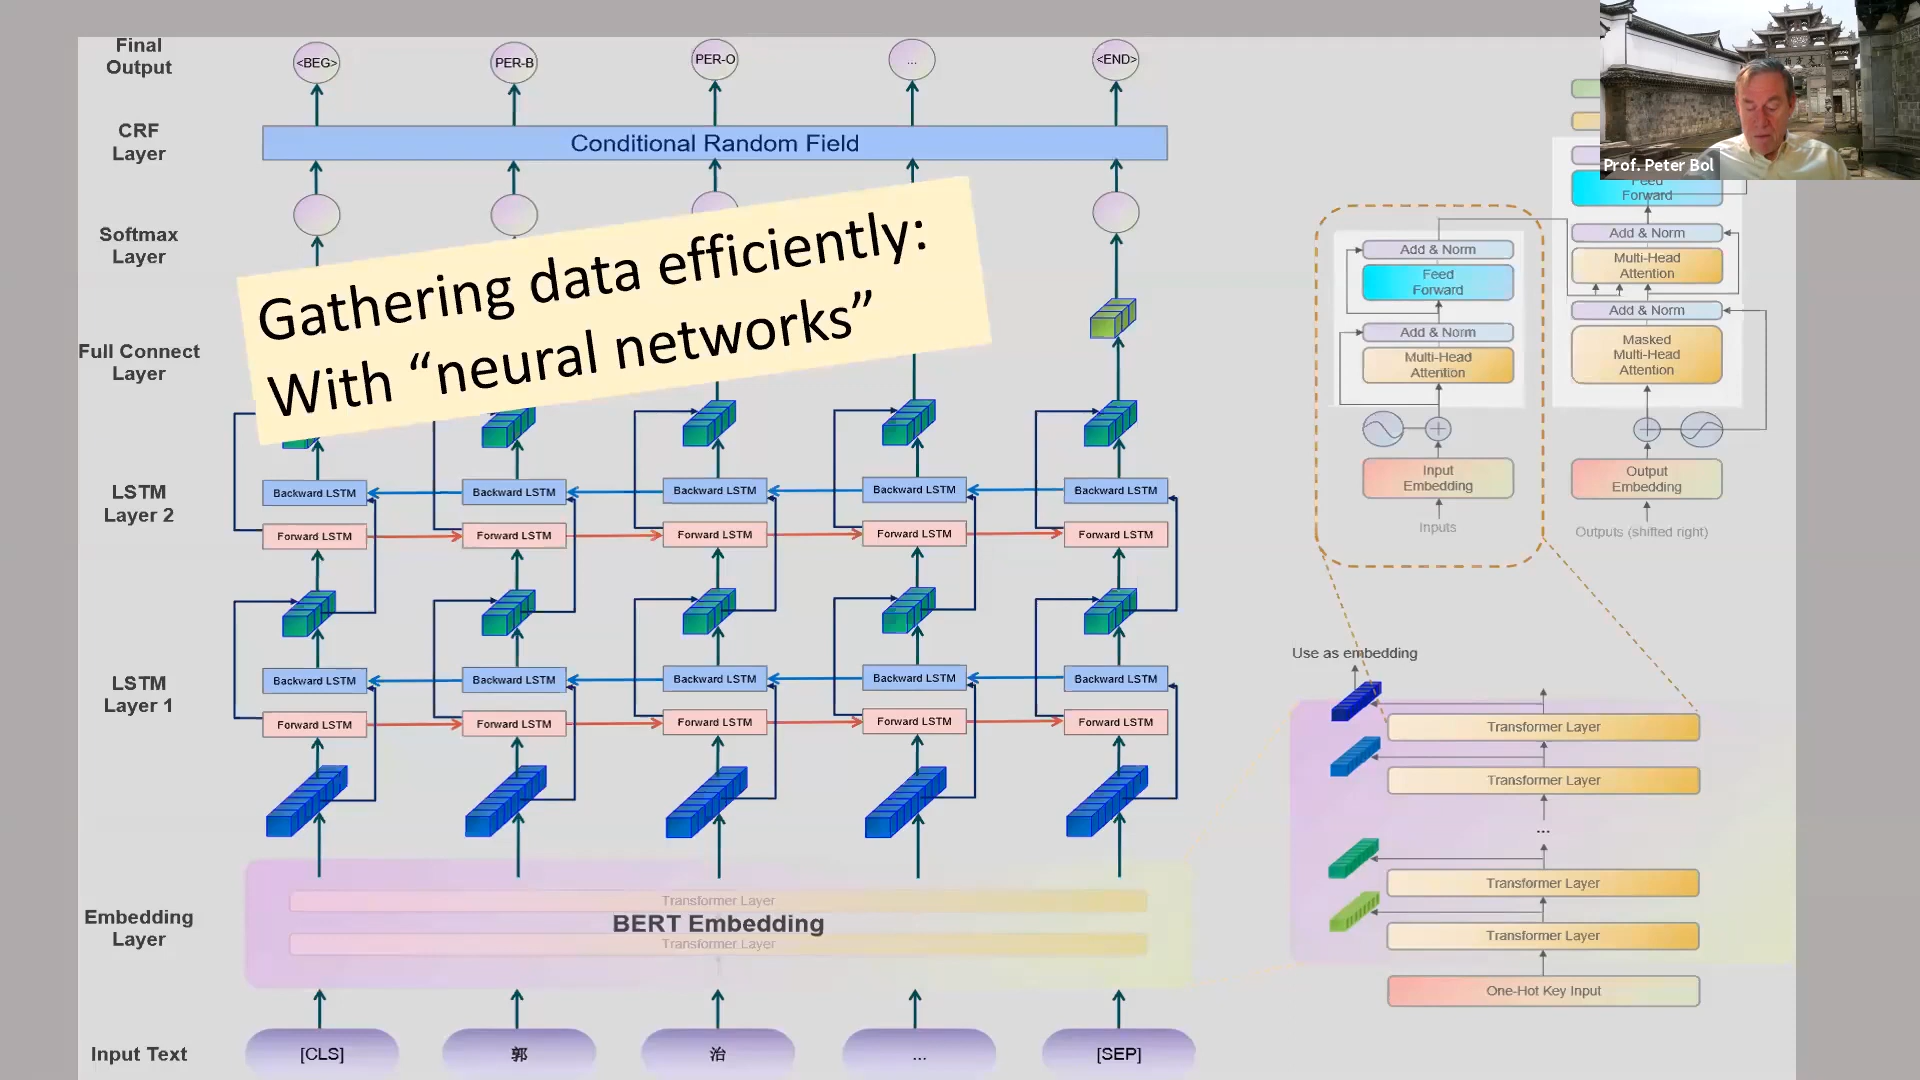 Final
Output
<BEG>
PER-B
PER-O
...
<END>
CRF
Layer
Conditional Random Field
Softmax
Layer
Gathering data efficiently:
With “neural networks”
Full Connect
Layer
LSTM
Layer 2
Backward LSTM
Backward LSTM
Backward LSTM
Backward LSTM
Backward LSTM
Forward LSTM
Forward LSTM
Forward LSTM
Forward LSTM
Forward LSTM
LSTM
Layer 1
Backward LSTM
Backward LSTM
Backward LSTM
Backward LSTM
Backward LSTM
Forward LSTM
Forward LSTM
Forward LSTM
Forward LSTM
Forward LSTM
Embedding
Layer
Transformer Layer
BERT Embedding
Transformer Layer
Input Text
[CLS]
郭
治
...
[SEP]
Prof. Peter Bol
Add & Norm
Feed
Forward
Add & Norm
Multi-Head
Attention
Input
Embedding
Inputs
Feed
Forward
Add & Norm
Multi-Head
Attention
Add & Norm
Masked
Multi-Head
Attention
Output
Embedding
Outputs (shifted right)
Use as embedding
Transformer Layer
Transformer Layer
...
Transformer Layer
Transformer Layer
One-Hot Key Input